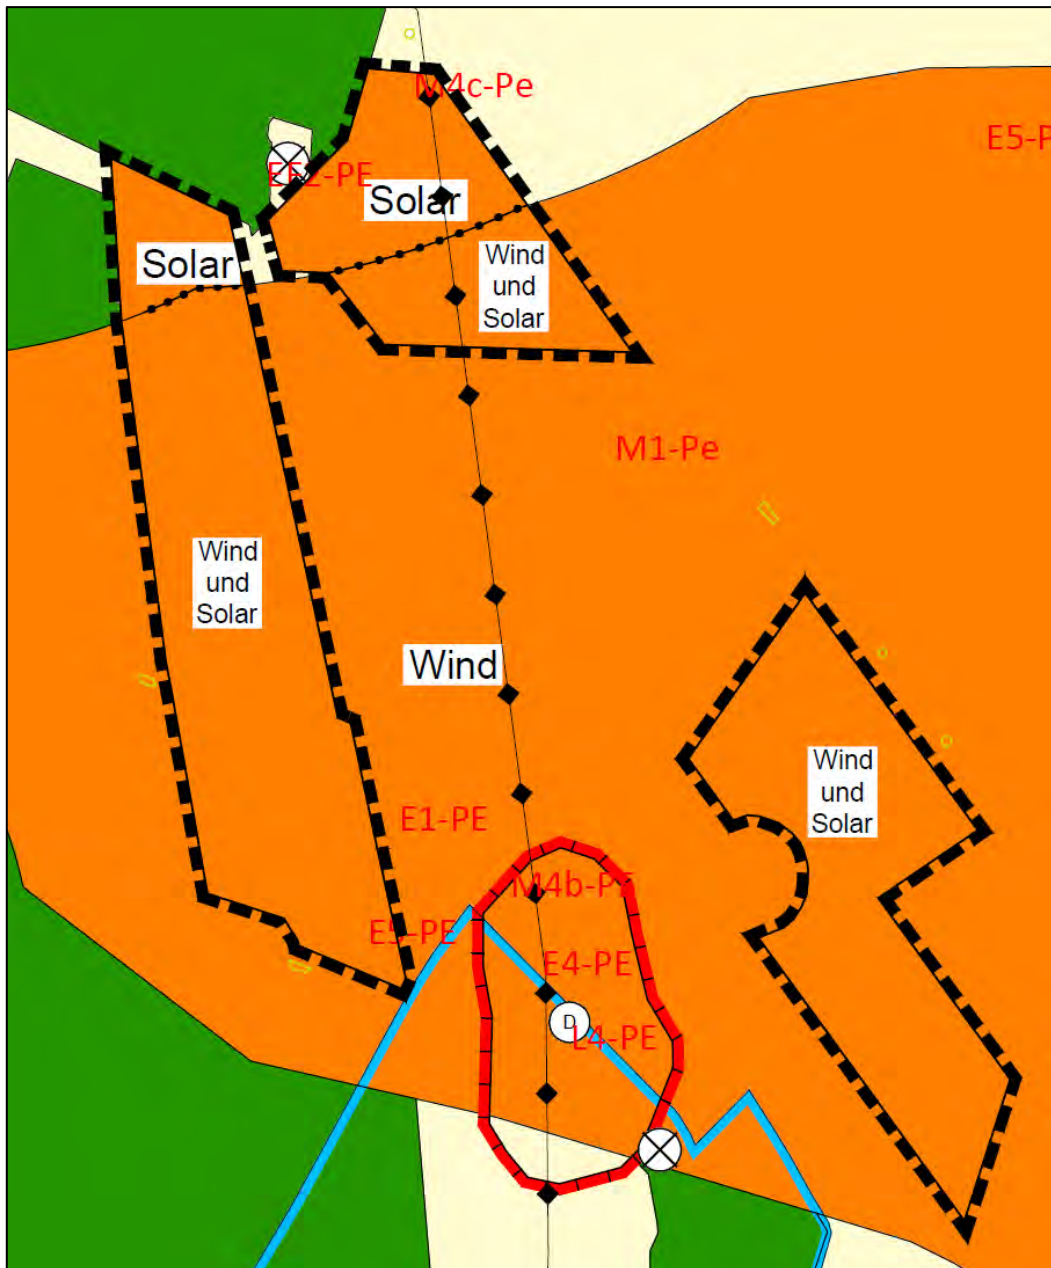 M4c-Pe
E5-P
EF2-PE
Solar
Solar
Wind
und
Solar
M1-Pe
Wind
und
Solar
Wind
Wind
und
Solar
E1-PE
M4b-PE
E5-PE
E4-PE
D
L4-PE